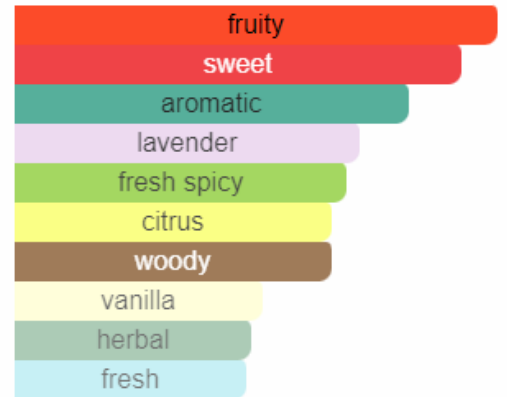 fruity
sweet
aromatic
lavender
fresh spicy
citrus
woody
vanilla
herbal
fresh